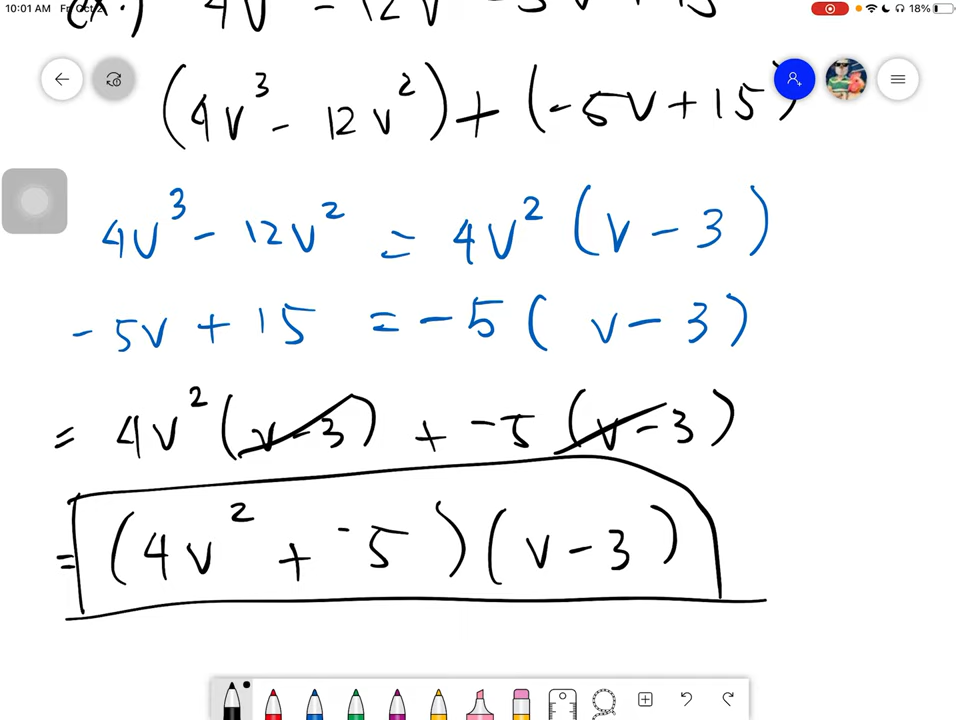 10:01 AM Fri Oct 2 18%
(4v³ - 12v²) + (-5v + 15)
4v³ - 12v² = 4v² (v - 3)
-5v + 15 = -5 (v - 3)
= 4v² (v - 3) + -5 (v - 3)
= (4v² + -5) (v - 3)